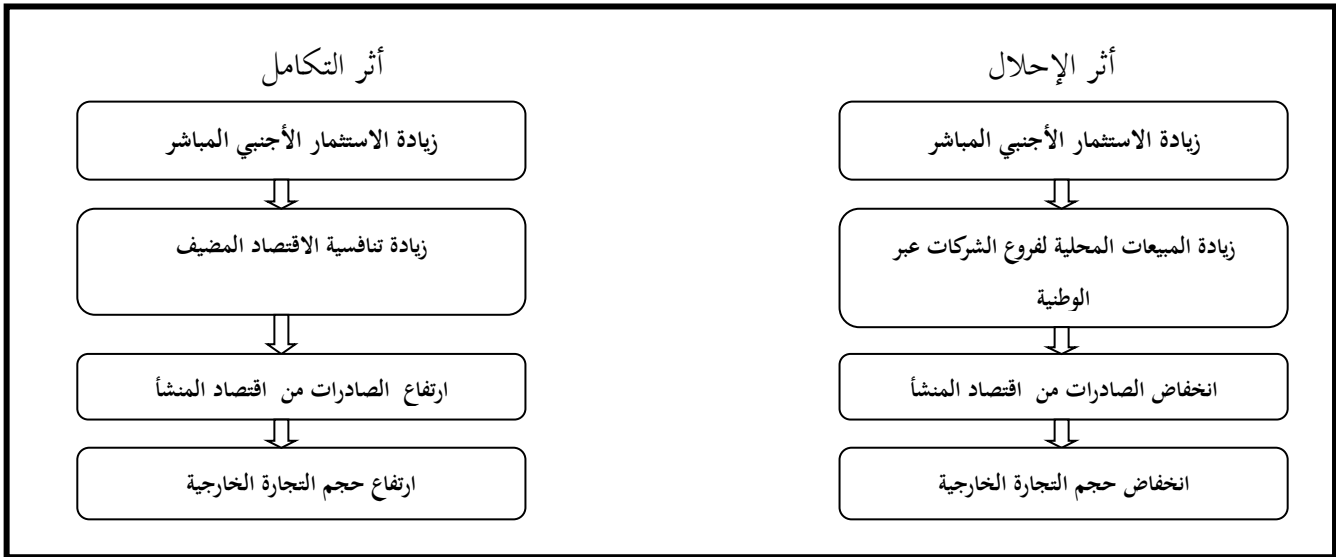 أثر الإحلال
زيادة الاستثمار الأجنبي المباشر
زيادة المبيعات المحلية لفروع الشركات عبر
الوطنية
انخفاض الصادرات من اقتصاد المنشأ
انخفاض حجم التجارة الخارجية
أثر التكامل
زيادة الاستثمار الأجنبي المباشر
زيادة تنافسية الاقتصاد المضيف
ارتفاع الصادرات من اقتصاد المنشأ
ارتفاع حجم التجارة الخارجية